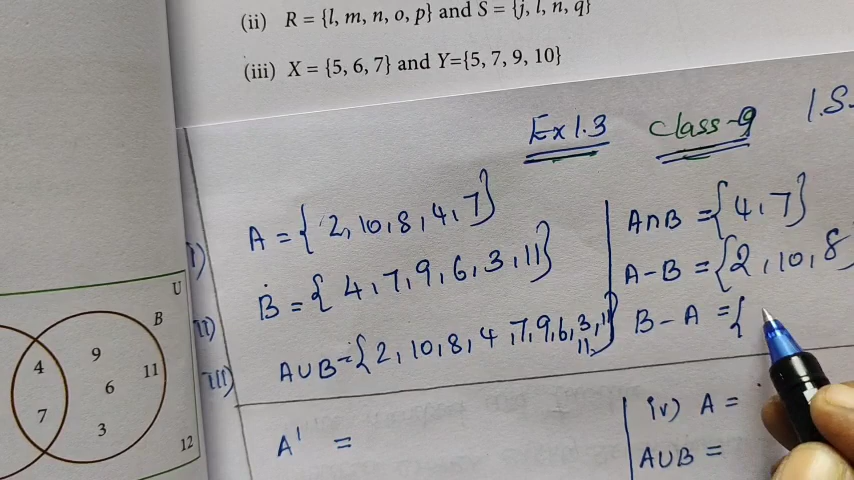 (ii) R = {l, m, n, o, p} and S = {j, l, n, q}
(iii) X = {5, 6, 7} and Y={5, 7, 9, 10}
Ex 1.3 Class-9 1.S.
i) A = {2, 10, 8, 4, 7}
ii) B = {4, 7, 9, 6, 3, 11}
iii) A∪B = {2, 10, 8, 4, 7, 9, 6, 3, 11}
11
A∩B = {4, 7}
A-B = {2, 10, 8
B-A = {
A' =
iv) A =
A∪B =
U
B
4
7
9
6
11
3
12